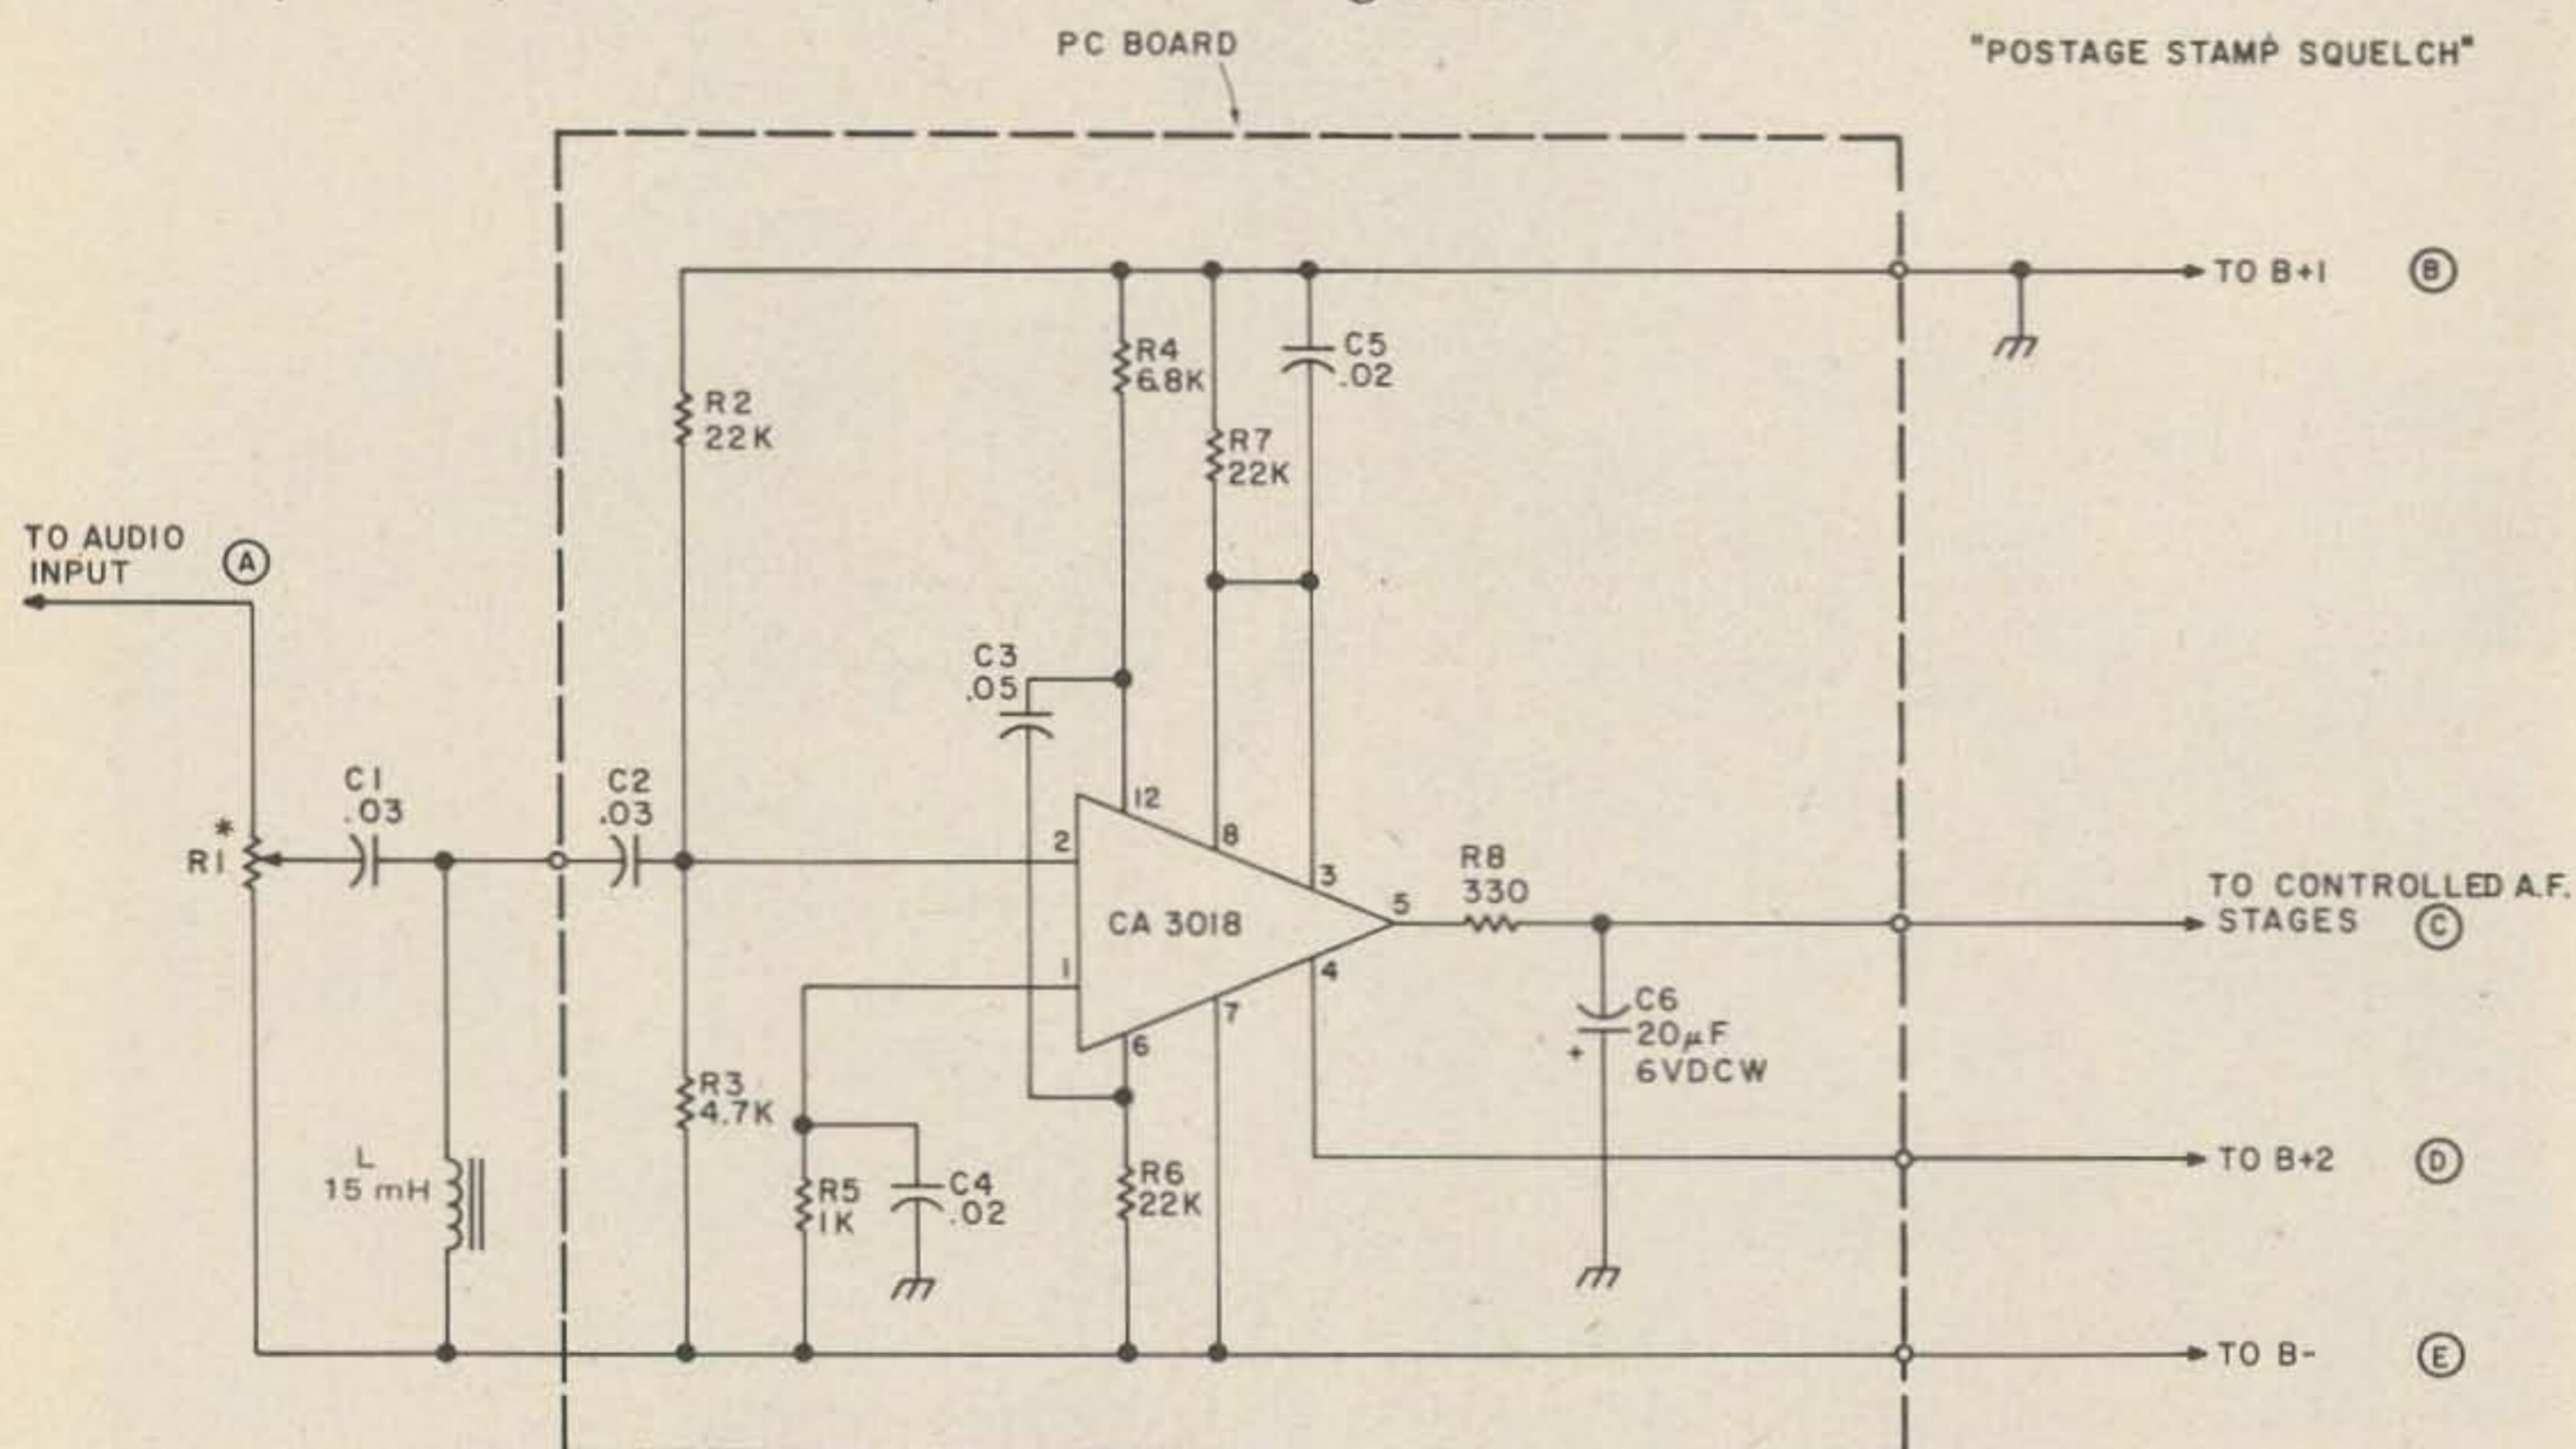 PC BOARD
"POSTAGE STAMP SQUELCH"
TO B+1 B
R4
6.8K
C5
.02
R2
22K
R7
22K
TO AUDIO
INPUT A
C3
.05
C1
.03
C2
.03
*
R1
12
2
8
3
CA 3018
5
R8
330
TO CONTROLLED A.F.
STAGES C
1
4
6
7
C6
20µF
+
6VDCW
R3
4.7K
L
15 mH
R5
1K
C4
.02
R6
22K
TO B+2 D
TO B- E